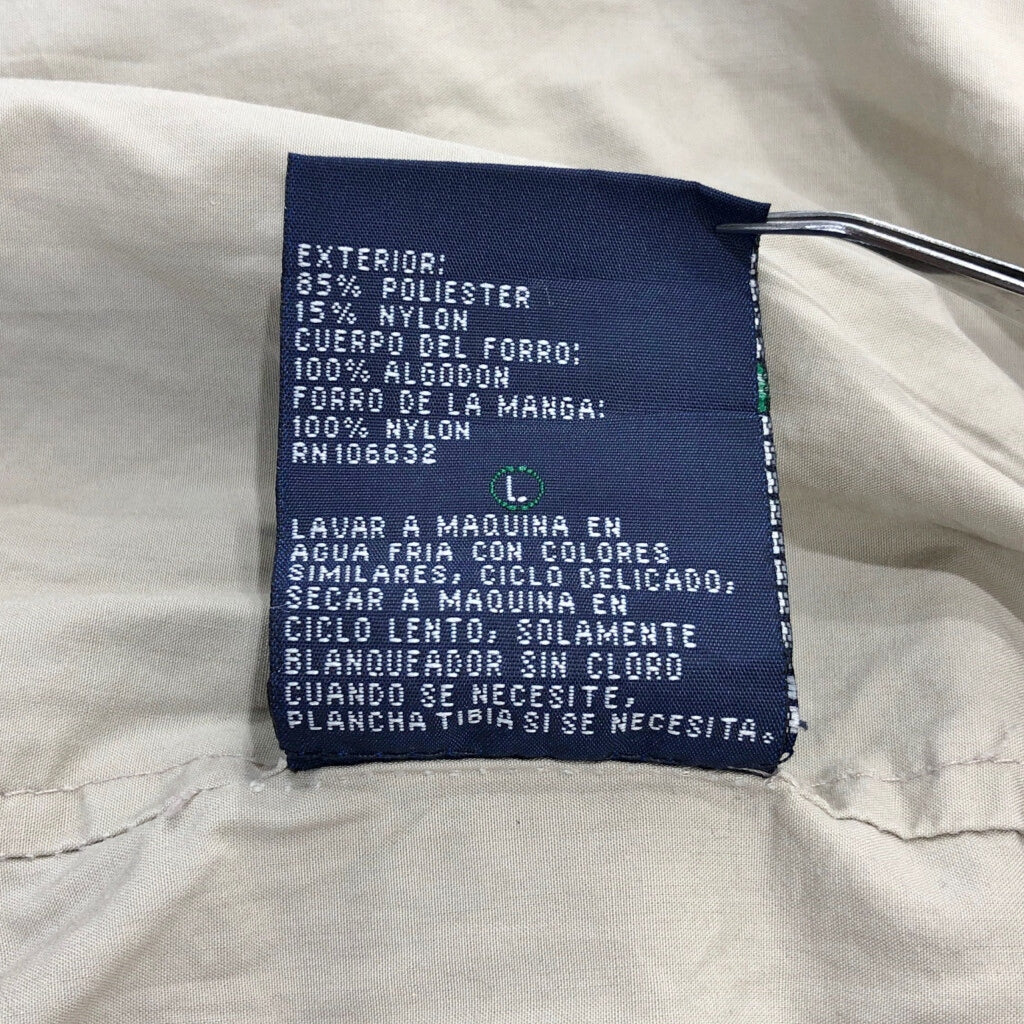 EXTERIOR:
85% POLIESTER
15% NYLON
CUERPO DEL FORRO:
100% ALGODON
FORRO DE LA MANGA:
100% NYLON
RN106632
L
LAVAR A MAQUINA EN
AGUA FRIA CON COLORES
SIMILARES, CICLO DELICADO,
SECAR A MAQUINA EN
CICLO LENTO, SOLAMENTE
BLANQUEADOR SIN CLORO
CUANDO SE NECESITE,
PLANCHA TIBIA SI SE NECESITA.